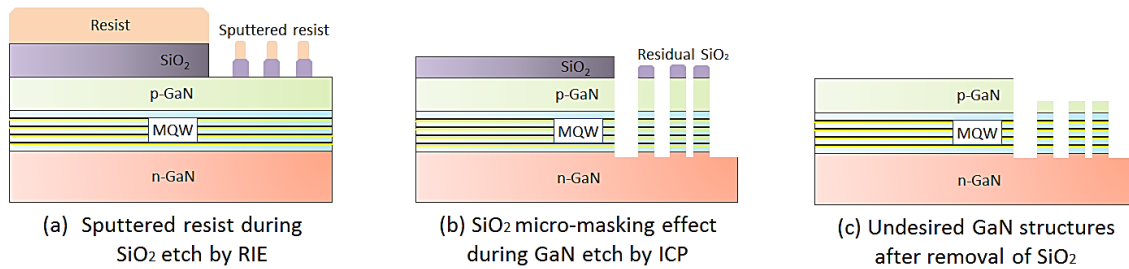 Resist
Sputtered resist
SiO₂
p-GaN
MQW
n-GaN
(a) Sputtered resist during
SiO₂ etch by RIE
Residual SiO₂
SiO₂
p-GaN
MQW
n-GaN
(b) SiO₂ micro-masking effect
during GaN etch by ICP
p-GaN
MQW
n-GaN
(c) Undesired GaN structures
after removal of SiO₂